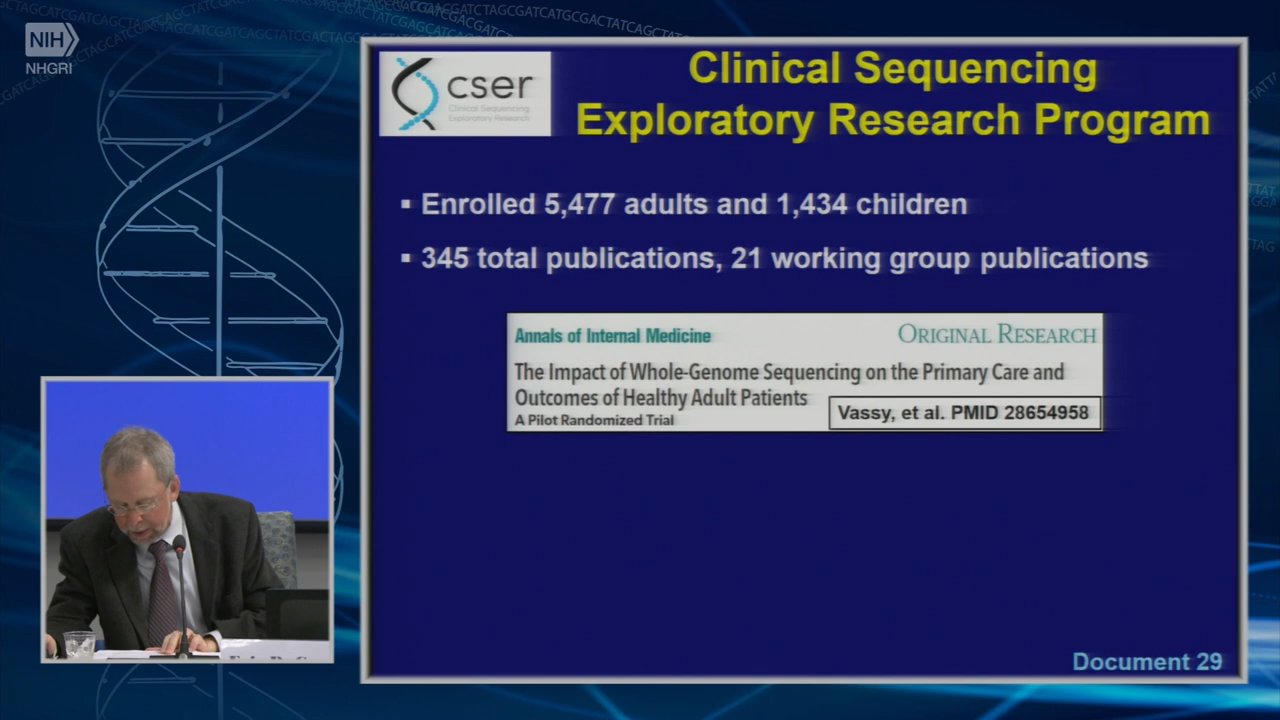 NIH
NHGRI
cser
Clinical Sequencing
Exploratory Research
Clinical Sequencing
Exploratory Research Program
▪ Enrolled 5,477 adults and 1,434 children
▪ 345 total publications, 21 working group publications
Annals of Internal Medicine
ORIGINAL RESEARCH
The Impact of Whole-Genome Sequencing on the Primary Care and
Outcomes of Healthy Adult Patients
A Pilot Randomized Trial
Vassy, et al. PMID 28654958
Document 29